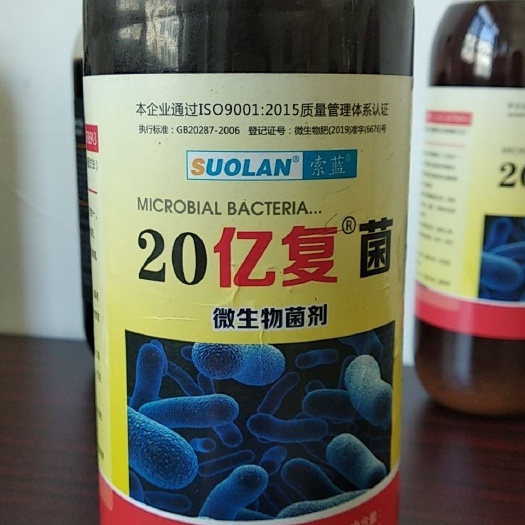 本企业通过ISO9001:2015质量管理体系认证
执行标准：GB20287-2006 登记证号：微生物肥(2019)准字(6676)号
SUOLAN® 索蓝®
MICROBIAL BACTERIA...
20亿复®菌
微生物菌剂